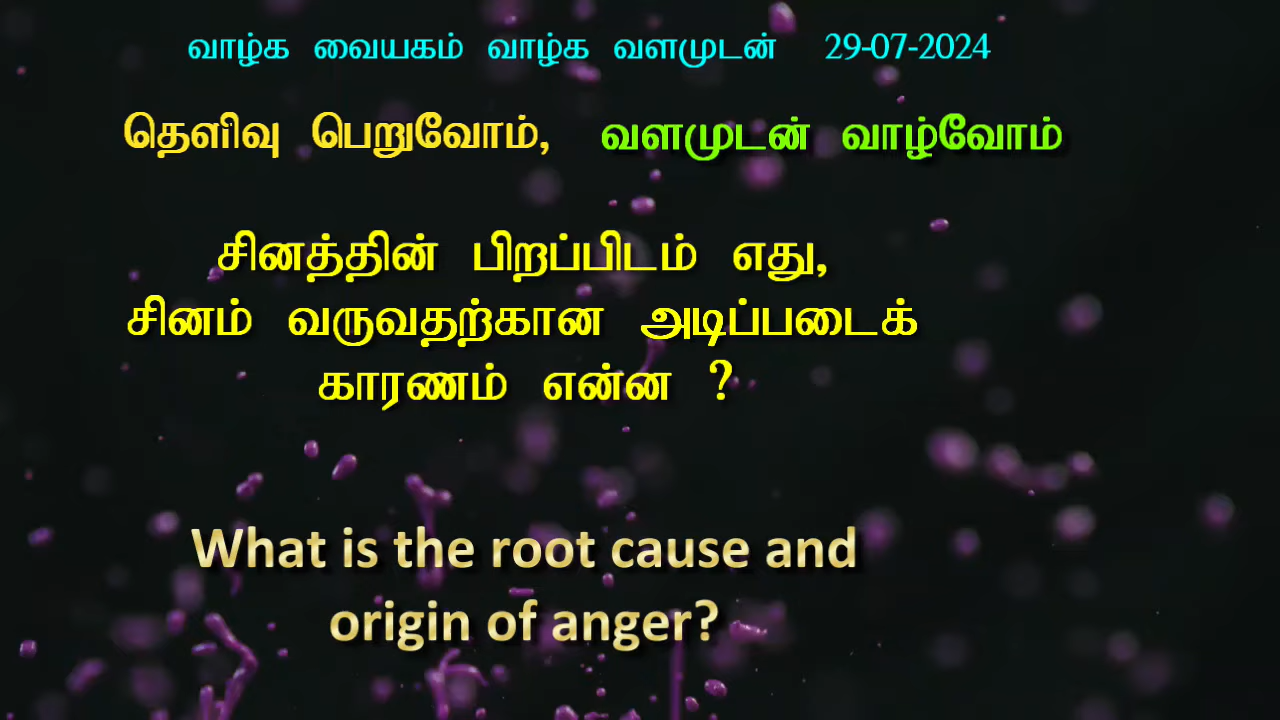 வாழ்க வையகம் வாழ்க வளமுடன் 29-07-2024
தெளிவு பெறுவோம், வளமுடன் வாழ்வோம்
சினத்தின் பிறப்பிடம் எது,
சினம் வருவதற்கான அடிப்படைக்
காரணம் என்ன ?
What is the root cause and
origin of anger?